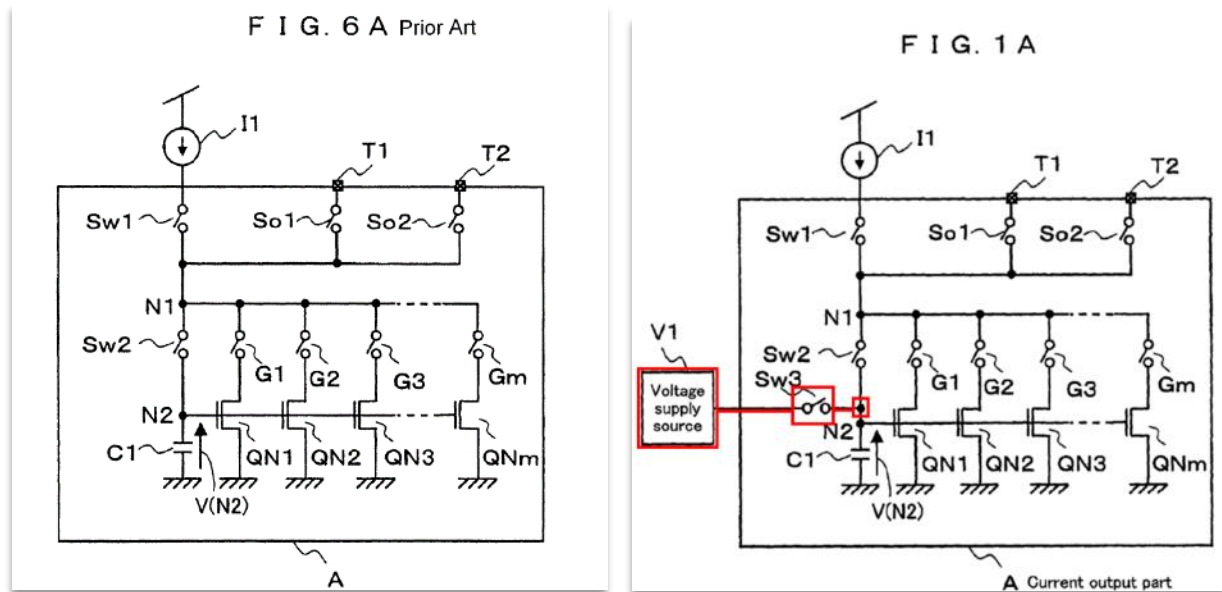 F I G. 6 A Prior Art
I1
T1
T2
Sw1
So1
So2
N1
Sw2
G1
G2
G3
Gm
N2
C1
QN1
QN2
QN3
QNm
V(N2)
A
F I G. 1 A
I1
T1
T2
Sw1
So1
So2
N1
V1
Sw2
Voltage
supply
source
Sw3
G1
G2
G3
Gm
N2
C1
QN1
QN2
QN3
QNm
V(N2)
A Current output part